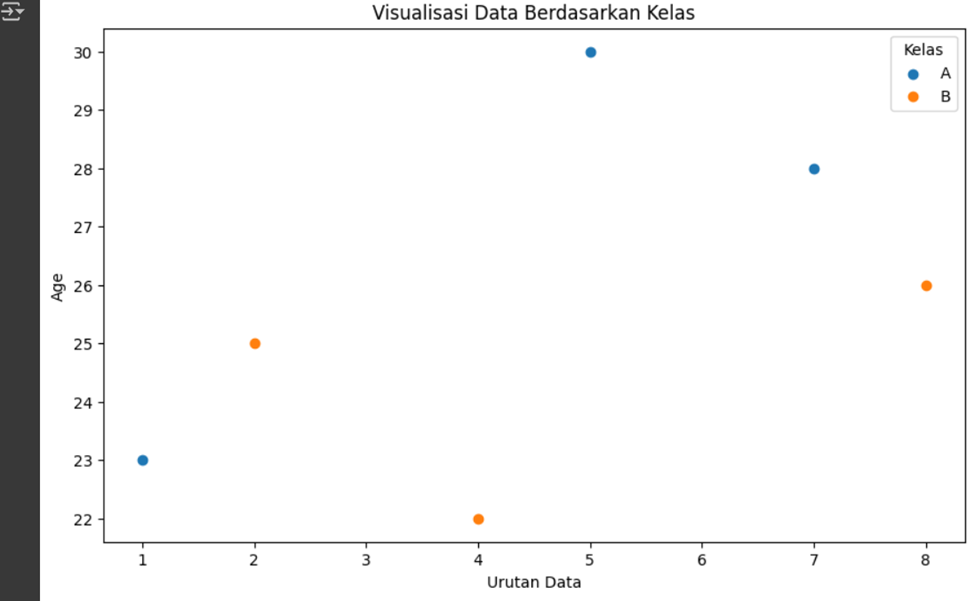 Visualisasi Data Berdasarkan Kelas
Kelas
A
B
Age
30
29
28
27
26
25
24
23
22
1 2 3 4 5 6 7 8
Urutan Data